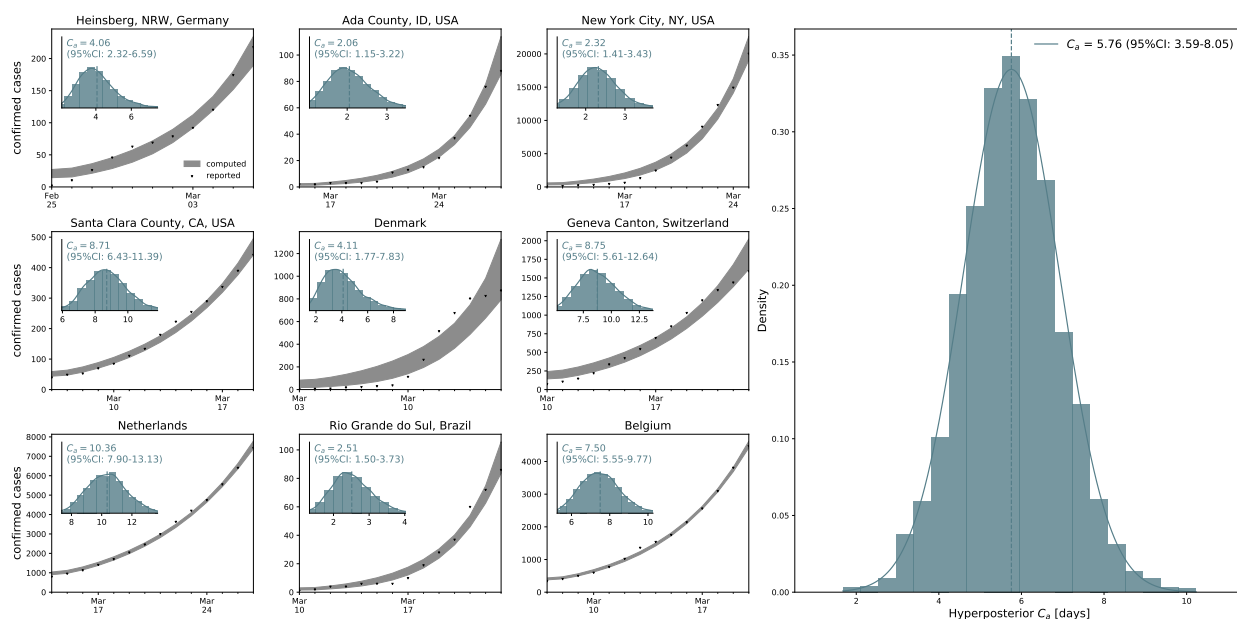 Heinsberg, NRW, Germany
Ada County, ID, USA
New York City, NY, USA
confirmed cases
0
50
100
150
200
Feb
25
Mar
03
Ca = 4.06
(95%CI: 2.32-6.59)
4
6
computed
reported
0
20
40
60
80
100
Mar
17
Mar
24
Ca = 2.06
(95%CI: 1.15-3.22)
2
3
0
5000
10000
15000
20000
Mar
17
Mar
24
Ca = 2.32
(95%CI: 1.41-3.43)
2
3
Santa Clara County, CA, USA
Denmark
Geneva Canton, Switzerland
confirmed cases
0
100
200
300
400
500
Mar
10
Mar
17
Ca = 8.71
(95%CI: 6.43-11.39)
6
8
10
0
200
400
600
800
1000
1200
Mar
03
Mar
10
Ca = 4.11
(95%CI: 1.77-7.83)
2
4
6
8
0
250
500
750
1000
1250
1500
1750
2000
Mar
10
Mar
17
Ca = 8.75
(95%CI: 5.61-12.64)
7.5
10.0
12.5
Netherlands
Rio Grande do Sul, Brazil
Belgium
confirmed cases
0
1000
2000
3000
4000
5000
6000
7000
8000
Mar
17
Mar
24
Ca = 10.36
(95%CI: 7.90-13.13)
8
10
12
0
20
40
60
80
100
Mar
10
Mar
17
Ca = 2.51
(95%CI: 1.50-3.73)
2
3
4
0
1000
2000
3000
4000
Mar
10
Mar
17
Ca = 7.50
(95%CI: 5.55-9.77)
6
8
10
Ca = 5.76 (95%CI: 3.59-8.05)
Density
0.00
0.05
0.10
0.15
0.20
0.25
0.30
0.35
2
4
6
8
10
Hyperposterior Ca [days]